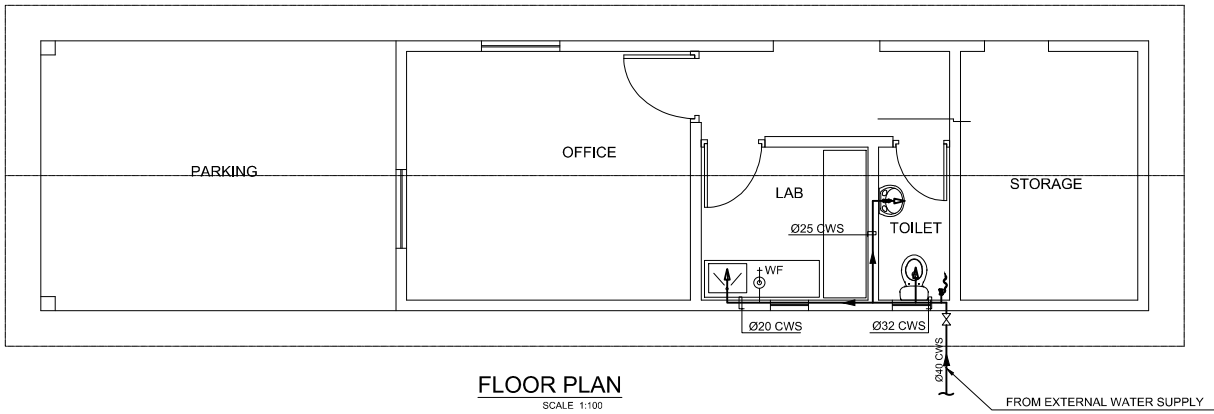 PARKING
OFFICE
LAB
STORAGE
TOILET
Ø25 CWS
WF
Ø20 CWS
Ø32 CWS
Ø40 CWS
FLOOR PLAN
SCALE 1:100
FROM EXTERNAL WATER SUPPLY